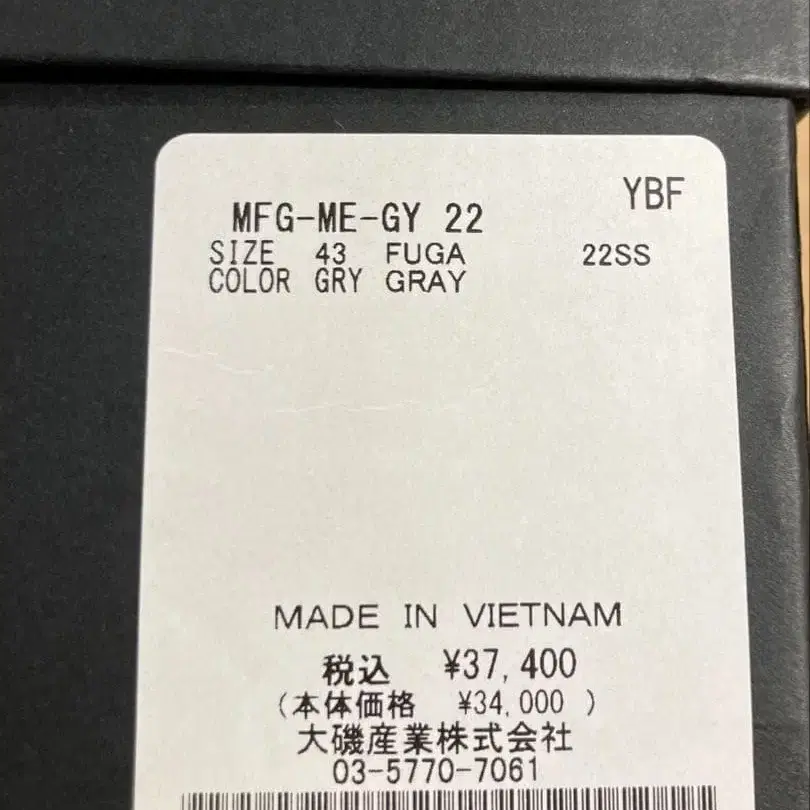 YBF
MFG-ME-GY 22
SIZE 43 FUGA 22SS
COLOR GRY GRAY
MADE IN VIETNAM
税込 ¥37,400
(本体価格 ¥34,000 )
大磯産業株式会社
03-5770-7061